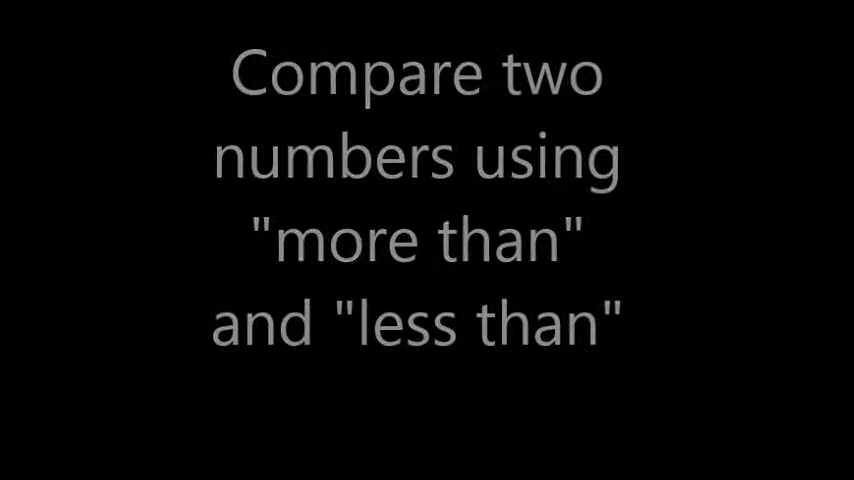 Compare two
numbers using
"more than"
and "less than"